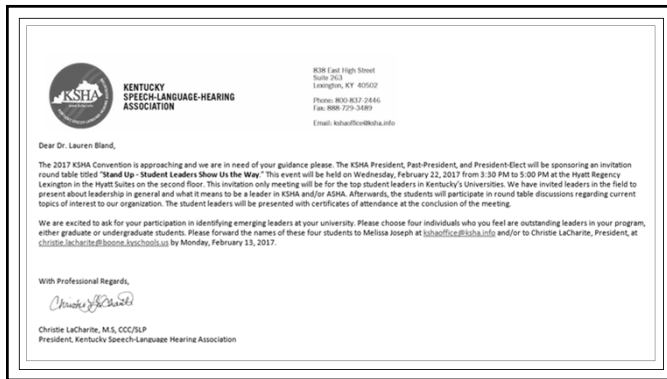 KSHA
KENTUCKY
SPEECH-LANGUAGE-HEARING
ASSOCIATION
838 East High Street
Suite 263
Lexington, KY 40502
Phone: 800-837-2446
Fax: 888-729-3489
Email: kshaoffice@ksha.info
Dear Dr. Lauren Bland,
The 2017 KSHA Convention is approaching and we are in need of your guidance please. The KSHA President, Past-President, and President-Elect will be sponsoring an invitation
round table titled "Stand Up - Student Leaders Show Us the Way." This event will be held on Wednesday, February 22, 2017 from 3:30 PM to 5:00 PM at the Hyatt Regency
Lexington in the Hyatt Suites on the second floor. This invitation only meeting will be for the top student leaders in Kentucky's Universities. We have invited leaders in the field to
present about leadership in general and what it means to be a leader in KSHA and/or ASHA. Afterwards, the students will participate in round table discussions regarding current
topics of interest to our organization. The student leaders will be presented with certificates of attendance at the conclusion of the meeting.
We are excited to ask for your participation in identifying emerging leaders at your university. Please choose four individuals who you feel are outstanding leaders in your program,
either graduate or undergraduate students. Please forward the names of these four students to Melissa Joseph at kshaoffice@ksha.info and/or to Christie LaCharite, President, at
christie.lacharite@boone.kyschools.us by Monday, February 13, 2017.
With Professional Regards,
Christie LaCharite
Christie LaCharite, M.S, CCC/SLP
President, Kentucky Speech-Language Hearing Association